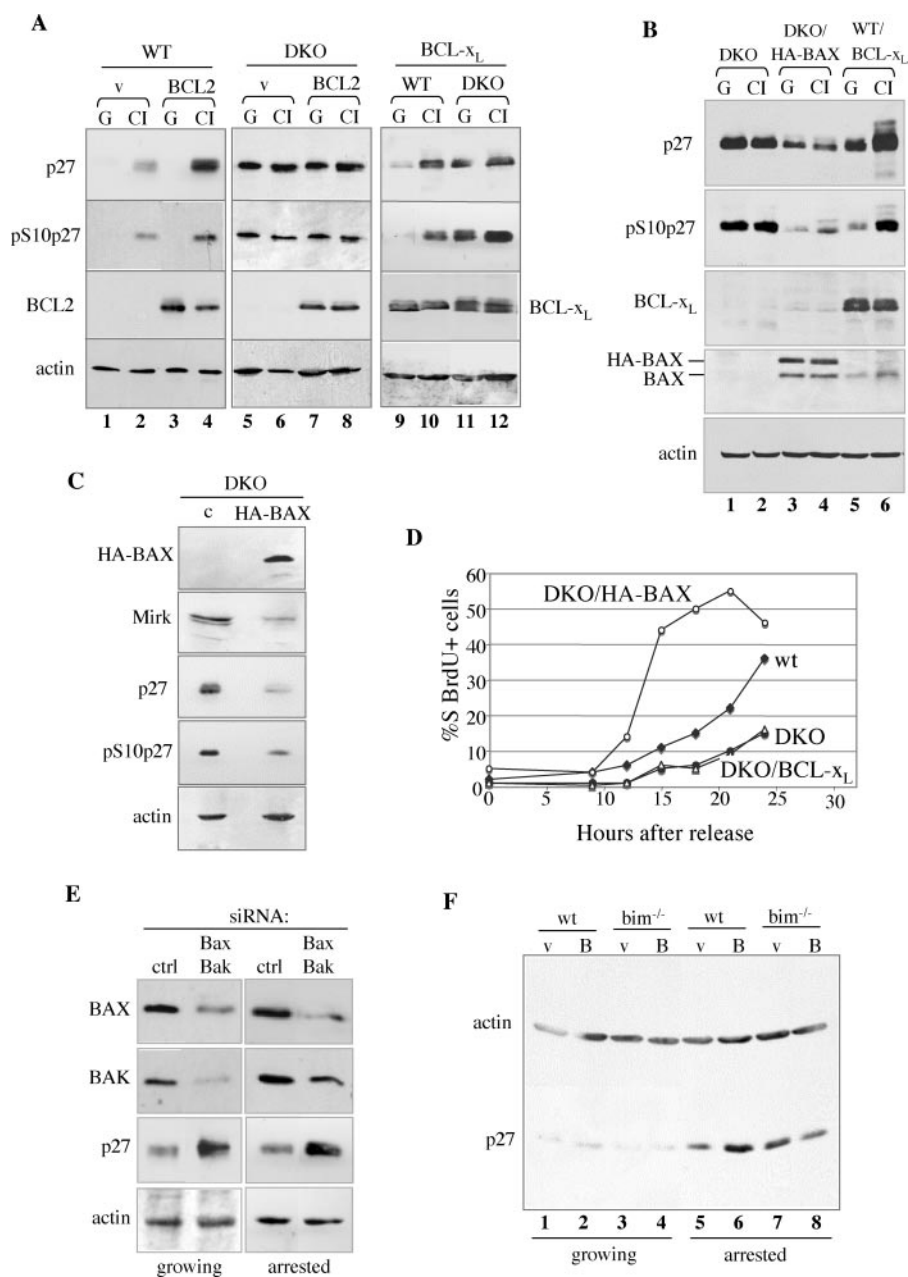 A
WT
DKO
BCL-xL
v
BCL2
v
BCL2
WT
DKO
G CI G CI G CI G CI G CI G CI
p27
pS10p27
BCL2
BCL-xL
actin
1 2 3 4 5 6 7 8 9 10 11 12
B
DKO
DKO/ HA-BAX
WT/ BCL-xL
G CI G CI G CI
p27
pS10p27
BCL-xL
HA-BAX
BAX
actin
1 2 3 4 5 6
C
DKO
c HA-BAX
HA-BAX
Mirk
p27
pS10p27
actin
D
%S BrdU+ cells
60
50
40
30
20
10
0
0 5 10 15 20 25 30
DKO/HA-BAX
wt
DKO
DKO/BCL-xL
Hours after release
E
siRNA:
ctrl
Bax Bak
ctrl
Bax Bak
BAX
BAK
p27
actin
growing arrested
F
wt bim-/- wt bim-/-
v B v B v B v B
actin
p27
1 2 3 4 5 6 7 8
growing arrested